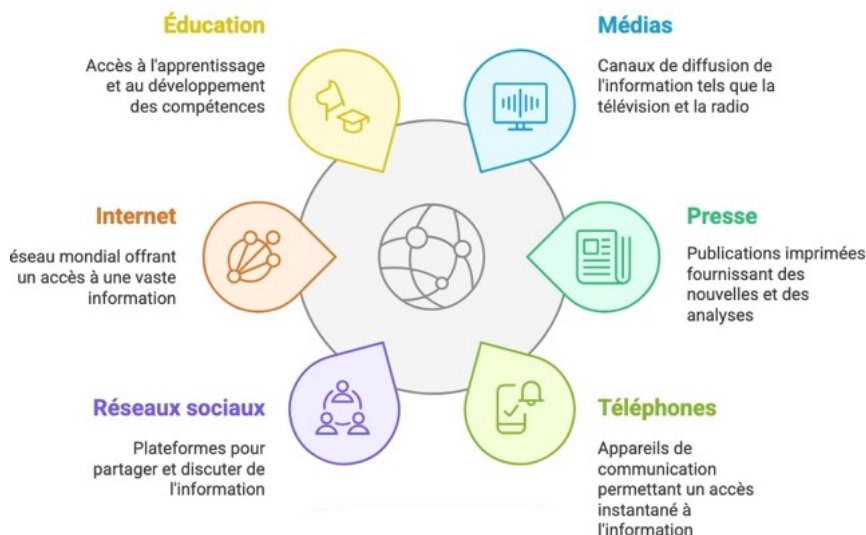 Éducation
Accès à l'apprentissage
et au développement
des compétences
Médias
Canaux de diffusion de
l'information tels que la
télévision et la radio
Internet
éseau mondial offrant
un accès à une vaste
information
Presse
Publications imprimées
fournissant des
nouvelles et des
analyses
Réseaux sociaux
Plateformes pour
partager et discuter de
l'information
Téléphones
Appareils de
communication
permettant un accès
instantané à
l'information